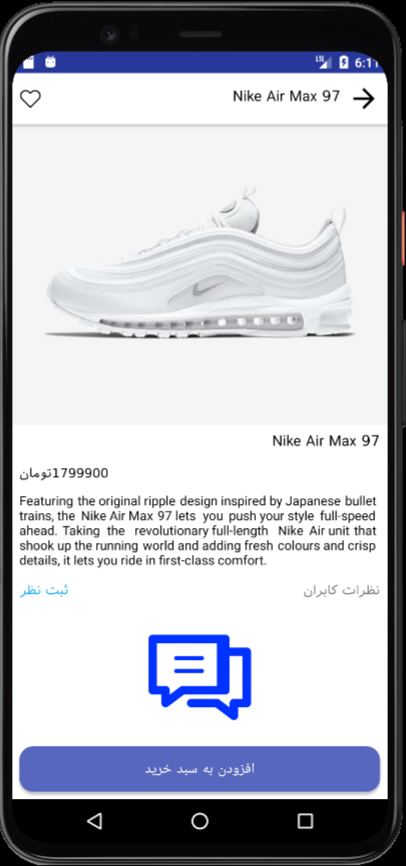 LTE 6:11
Nike Air Max 97
Nike Air Max 97
1799900تومان
Featuring the original ripple design inspired by Japanese bullet
trains, the Nike Air Max 97 lets you push your style full-speed
ahead. Taking the revolutionary full-length Nike Air unit that
shook up the running world and adding fresh colours and crisp
details, it lets you ride in first-class comfort.
نظرات کابران
ثبت نظر
افزودن به سبد خرید